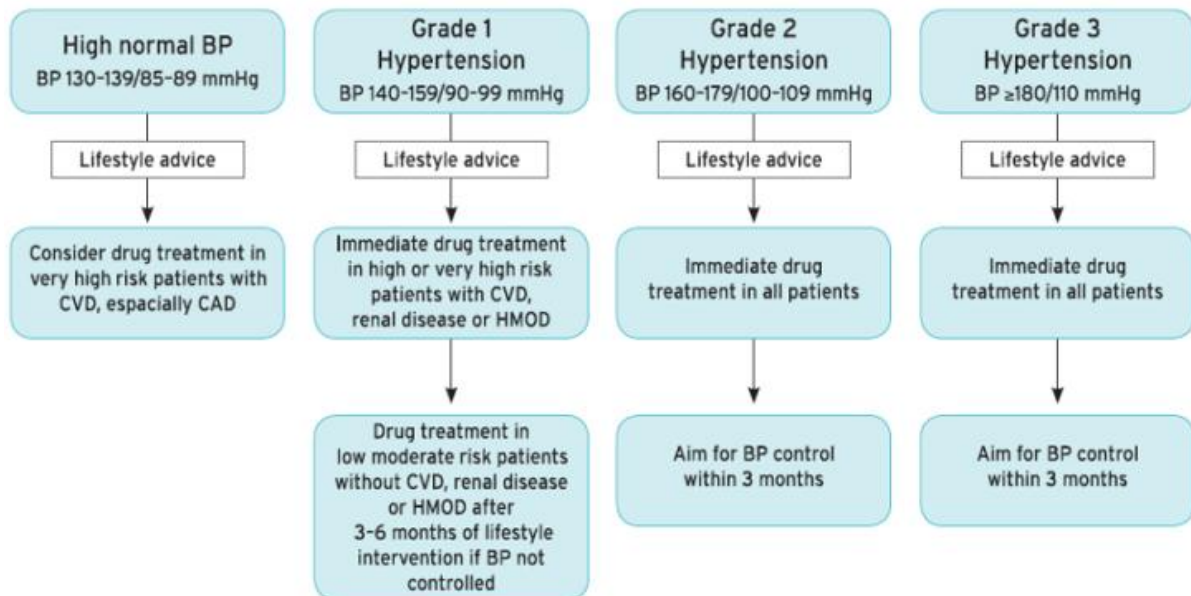 High normal BP
BP 130-139/85-89 mmHg
Lifestyle advice
Consider drug treatment in
very high risk patients with
CVD, espacially CAD
Grade 1
Hypertension
BP 140-159/90-99 mmHg
Lifestyle advice
Immediate drug treatment
in high or very high risk
patients with CVD,
renal disease or HMOD
Drug treatment in
low moderate risk patients
without CVD, renal disease
or HMOD after
3-6 months of lifestyle
intervention if BP not
controlled
Grade 2
Hypertension
BP 160-179/100-109 mmHg
Lifestyle advice
Immediate drug
treatment in all patients
Aim for BP control
within 3 months
Grade 3
Hypertension
BP ≥180/110 mmHg
Lifestyle advice
Immediate drug
treatment in all patients
Aim for BP control
within 3 months